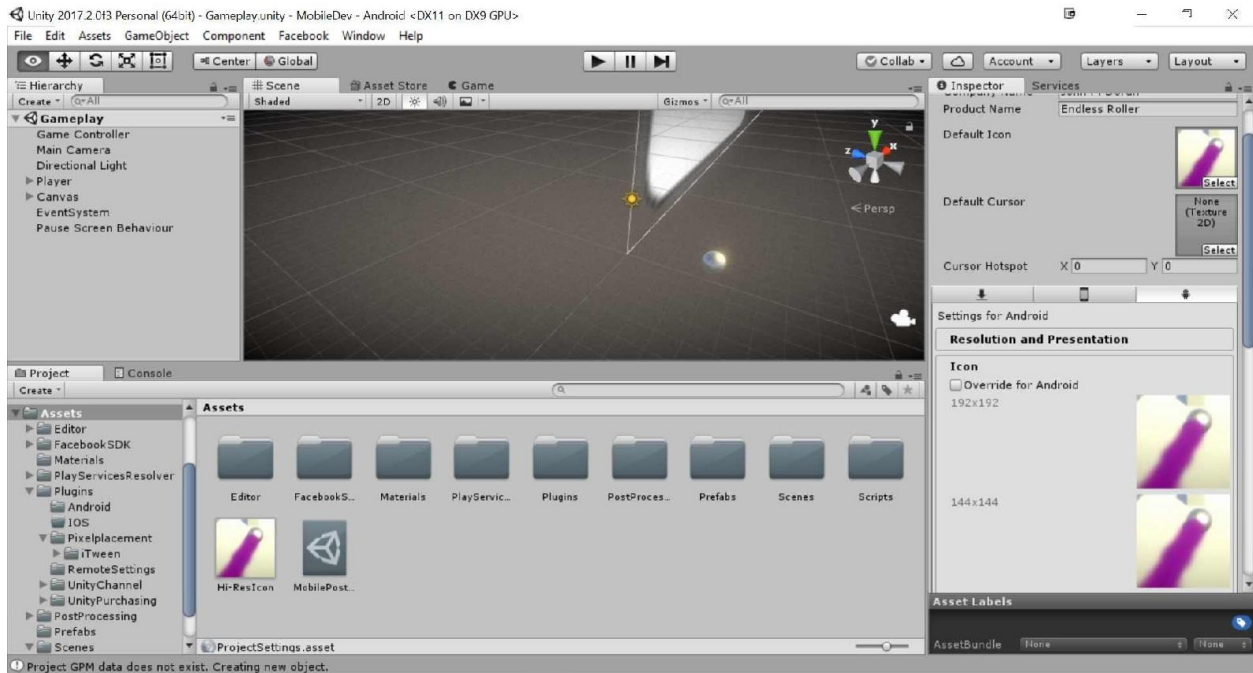 Unity 2017.2.0f3 Personal (64bit) - Gameplay.unity - MobileDev - Android <DX11 on DX9 GPU>
File Edit Assets GameObject Component Facebook Window Help
Center Global Collab Account Layers Layout
Hierarchy
Create All
Gameplay
Game Controller
Main Camera
Directional Light
Player
Canvas
EventSystem
Pause Screen Behaviour
Scene Asset Store Game
Shaded 2D Gizmos All
y
z x
Persp
Inspector Services
Product Name Endless Roller
Default Icon
Select
Default Cursor
None
(Texture
2D)
Select
Cursor Hotspot X 0 Y 0
Settings for Android
Resolution and Presentation
Icon
Override for Android
192x192
144x144
Asset Labels
AssetBundle None None
Project Console
Create
Assets
Editor
FacebookSDK
Materials
PlayServicesResolver
Plugins
Android
IOS
Pixelplacement
iTween
RemoteSettings
UnityChannel
UnityPurchasing
PostProcessing
Prefabs
Scenes
Assets
Editor FacebookS... Materials PlayServic... Plugins PostProces... Prefabs Scenes Scripts
Hi-ResIcon MobilePost...
ProjectSettings.asset
Project GPM data does not exist. Creating new object.